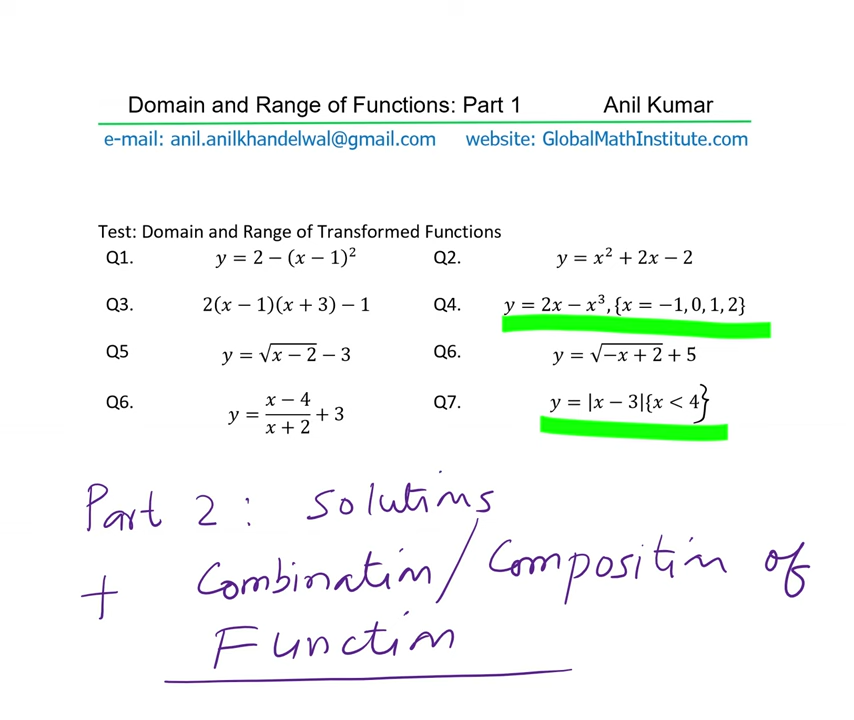 Domain and Range of Functions: Part 1 Anil Kumar
e-mail: anil.anilkhandelwal@gmail.com website: GlobalMathInstitute.com
Test: Domain and Range of Transformed Functions
Q1. y = 2 − (x − 1)² Q2. y = x² + 2x − 2
Q3. 2(x − 1)(x + 3) − 1 Q4. y = 2x − x³, {x = −1, 0, 1, 2}
Q5 y = √(x − 2) − 3 Q6. y = √(−x + 2) + 5
Q6. y = (x − 4)/(x + 2) + 3 Q7. y = |x − 3|{x < 4}
Part 2: Solutions
+ Combination/Composition of
Function